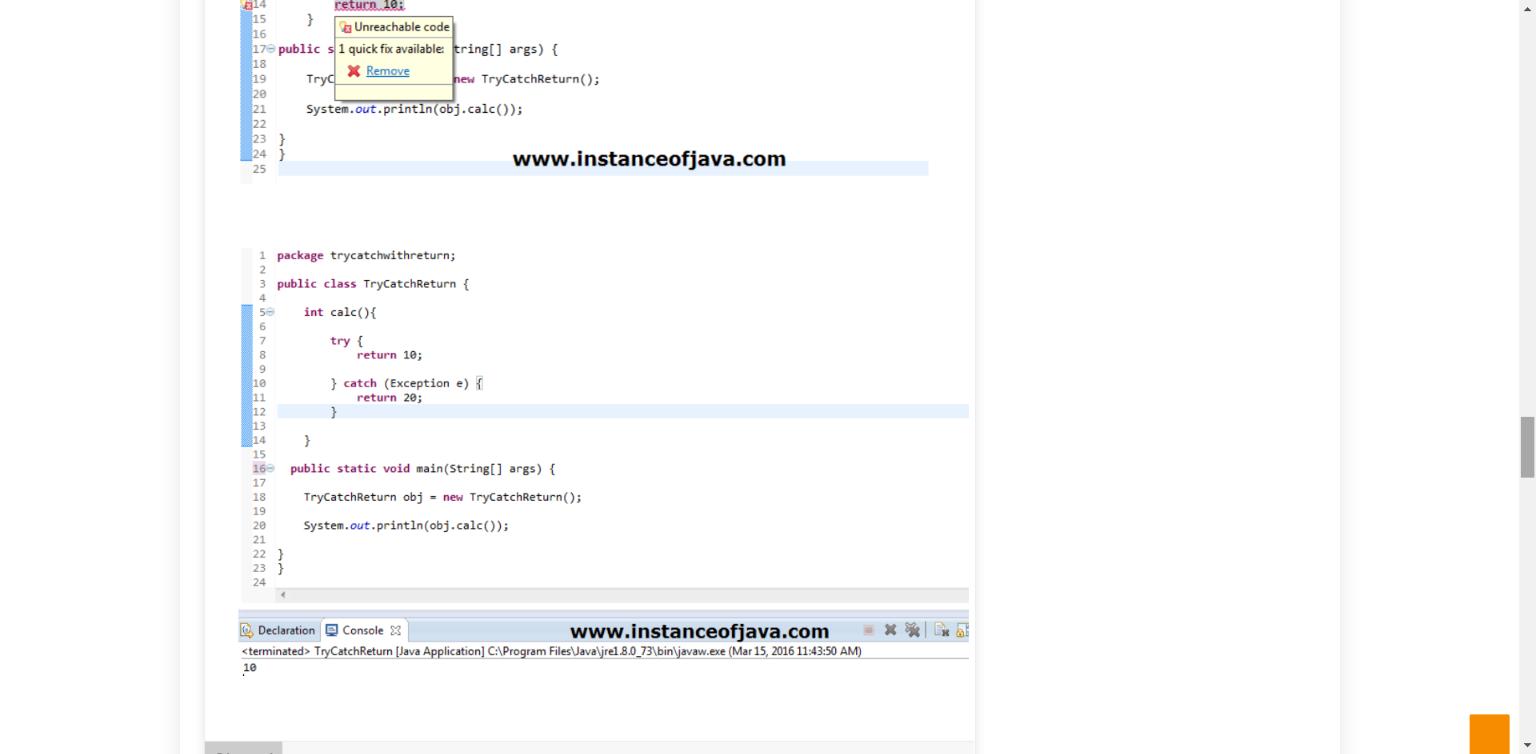 14 return 10;
15 }
Unreachable code
16
1 quick fix available:
17 public s tring[] args) {
18
Remove
19 TryC new TryCatchReturn();
20
21 System.out.println(obj.calc());
22
23 }
24 }
www.instanceofjava.com
25
1 package trycatchwithreturn;
2
3 public class TryCatchReturn {
4
5 int calc(){
6
7 try {
8 return 10;
9
10 } catch (Exception e) {
11 return 20;
12 }
13
14 }
15
16 public static void main(String[] args) {
17
18 TryCatchReturn obj = new TryCatchReturn();
19
20 System.out.println(obj.calc());
21
22 }
23 }
24
Declaration Console
www.instanceofjava.com
<terminated> TryCatchReturn [Java Application] C:\Program Files\Java\jre1.8.0_73\bin\javaw.exe (Mar 15, 2016 11:43:50 AM)
10